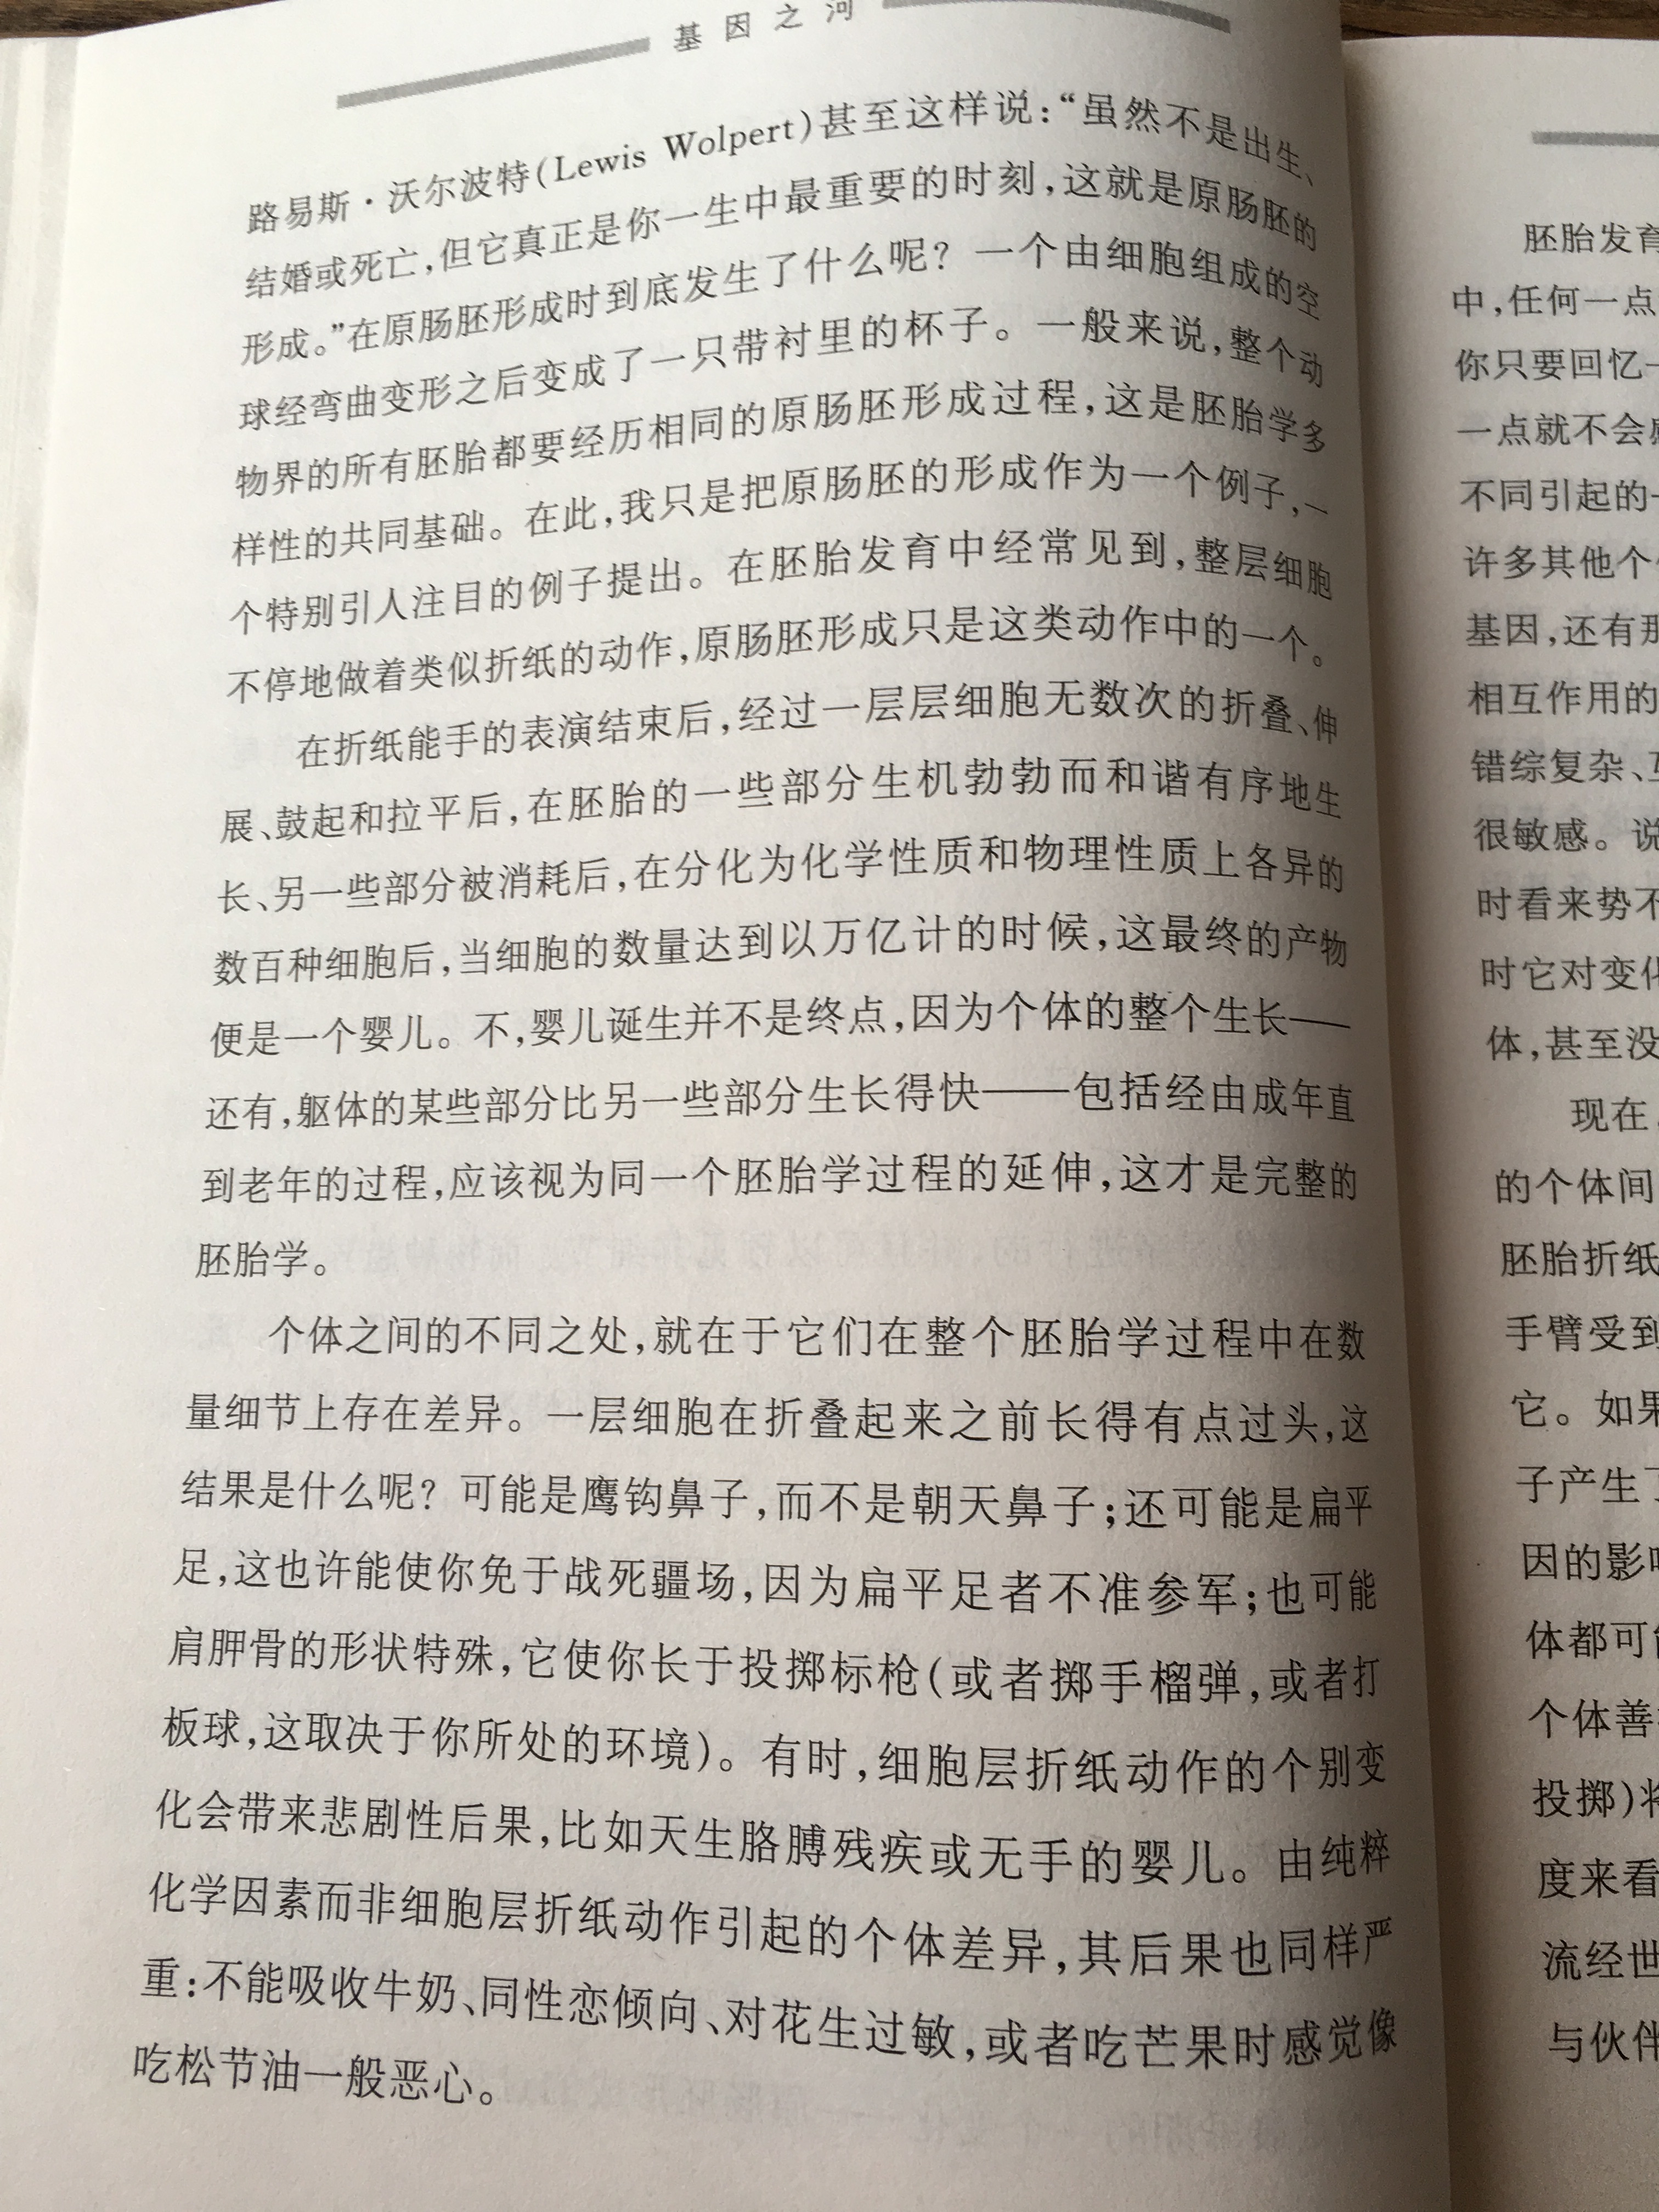 基因之河
路易斯·沃尔波特(Lewis Wolpert)甚至这样说:“虽然不是出生、
结婚或死亡,但它真正是你一生中最重要的时刻,这就是原肠胚的
形成。”在原肠胚形成时到底发生了什么呢?一个由细胞组成的空
球经弯曲变形之后变成了一只带衬里的杯子。一般来说,整个动
物界的所有胚胎都要经历相同的原肠胚形成过程,这是胚胎学多
样性的共同基础。在此,我只是把原肠胚的形成作为一个例子,一
个特别引人注目的例子提出。在胚胎发育中经常见到,整层细胞
不停地做着类似折纸的动作,原肠胚形成只是这类动作中的一个。
在折纸能手的表演结束后,经过一层层细胞无数次的折叠、伸
展、鼓起和拉平后,在胚胎的一些部分生机勃勃而和谐有序地生
长、另一些部分被消耗后,在分化为化学性质和物理性质上各异的
数百种细胞后,当细胞的数量达到以万亿计的时候,这最终的产物
便是一个婴儿。不,婴儿诞生并不是终点,因为个体的整个生长——
还有,躯体的某些部分比另一些部分生长得快——包括经由成年直
到老年的过程,应该视为同一个胚胎学过程的延伸,这才是完整的
胚胎学。
个体之间的不同之处,就在于它们在整个胚胎学过程中在数
量细节上存在差异。一层细胞在折叠起来之前长得有点过头,这
结果是什么呢?可能是鹰钩鼻子,而不是朝天鼻子;还可能是扁平
足,这也许能使你免于战死疆场,因为扁平足者不准参军;也可能
肩胛骨的形状特殊,它使你长于投掷标枪(或者掷手榴弹,或者打
板球,这取决于你所处的环境)。有时,细胞层折纸动作的个别变
化会带来悲剧性后果,比如天生胳膊残疾或无手的婴儿。由纯粹
化学因素而非细胞层折纸动作引起的个体差异,其后果也同样严
重:不能吸收牛奶、同性恋倾向、对花生过敏,或者吃芒果时感觉像
吃松节油一般恶心。
胚胎发育
中,任何一点
你只要回忆一
一点就不会
不同引起的一
许多其他个
基因,还有
相互作用的
错综复杂、
很敏感。说
时看来势不
时它对变化
体,甚至没
现在,
的个体间
胚胎折纸
手臂受到
它。如果
子产生了
因的影响
体都可能
个体善
投掷)将
度来看
流经世
与伙伴